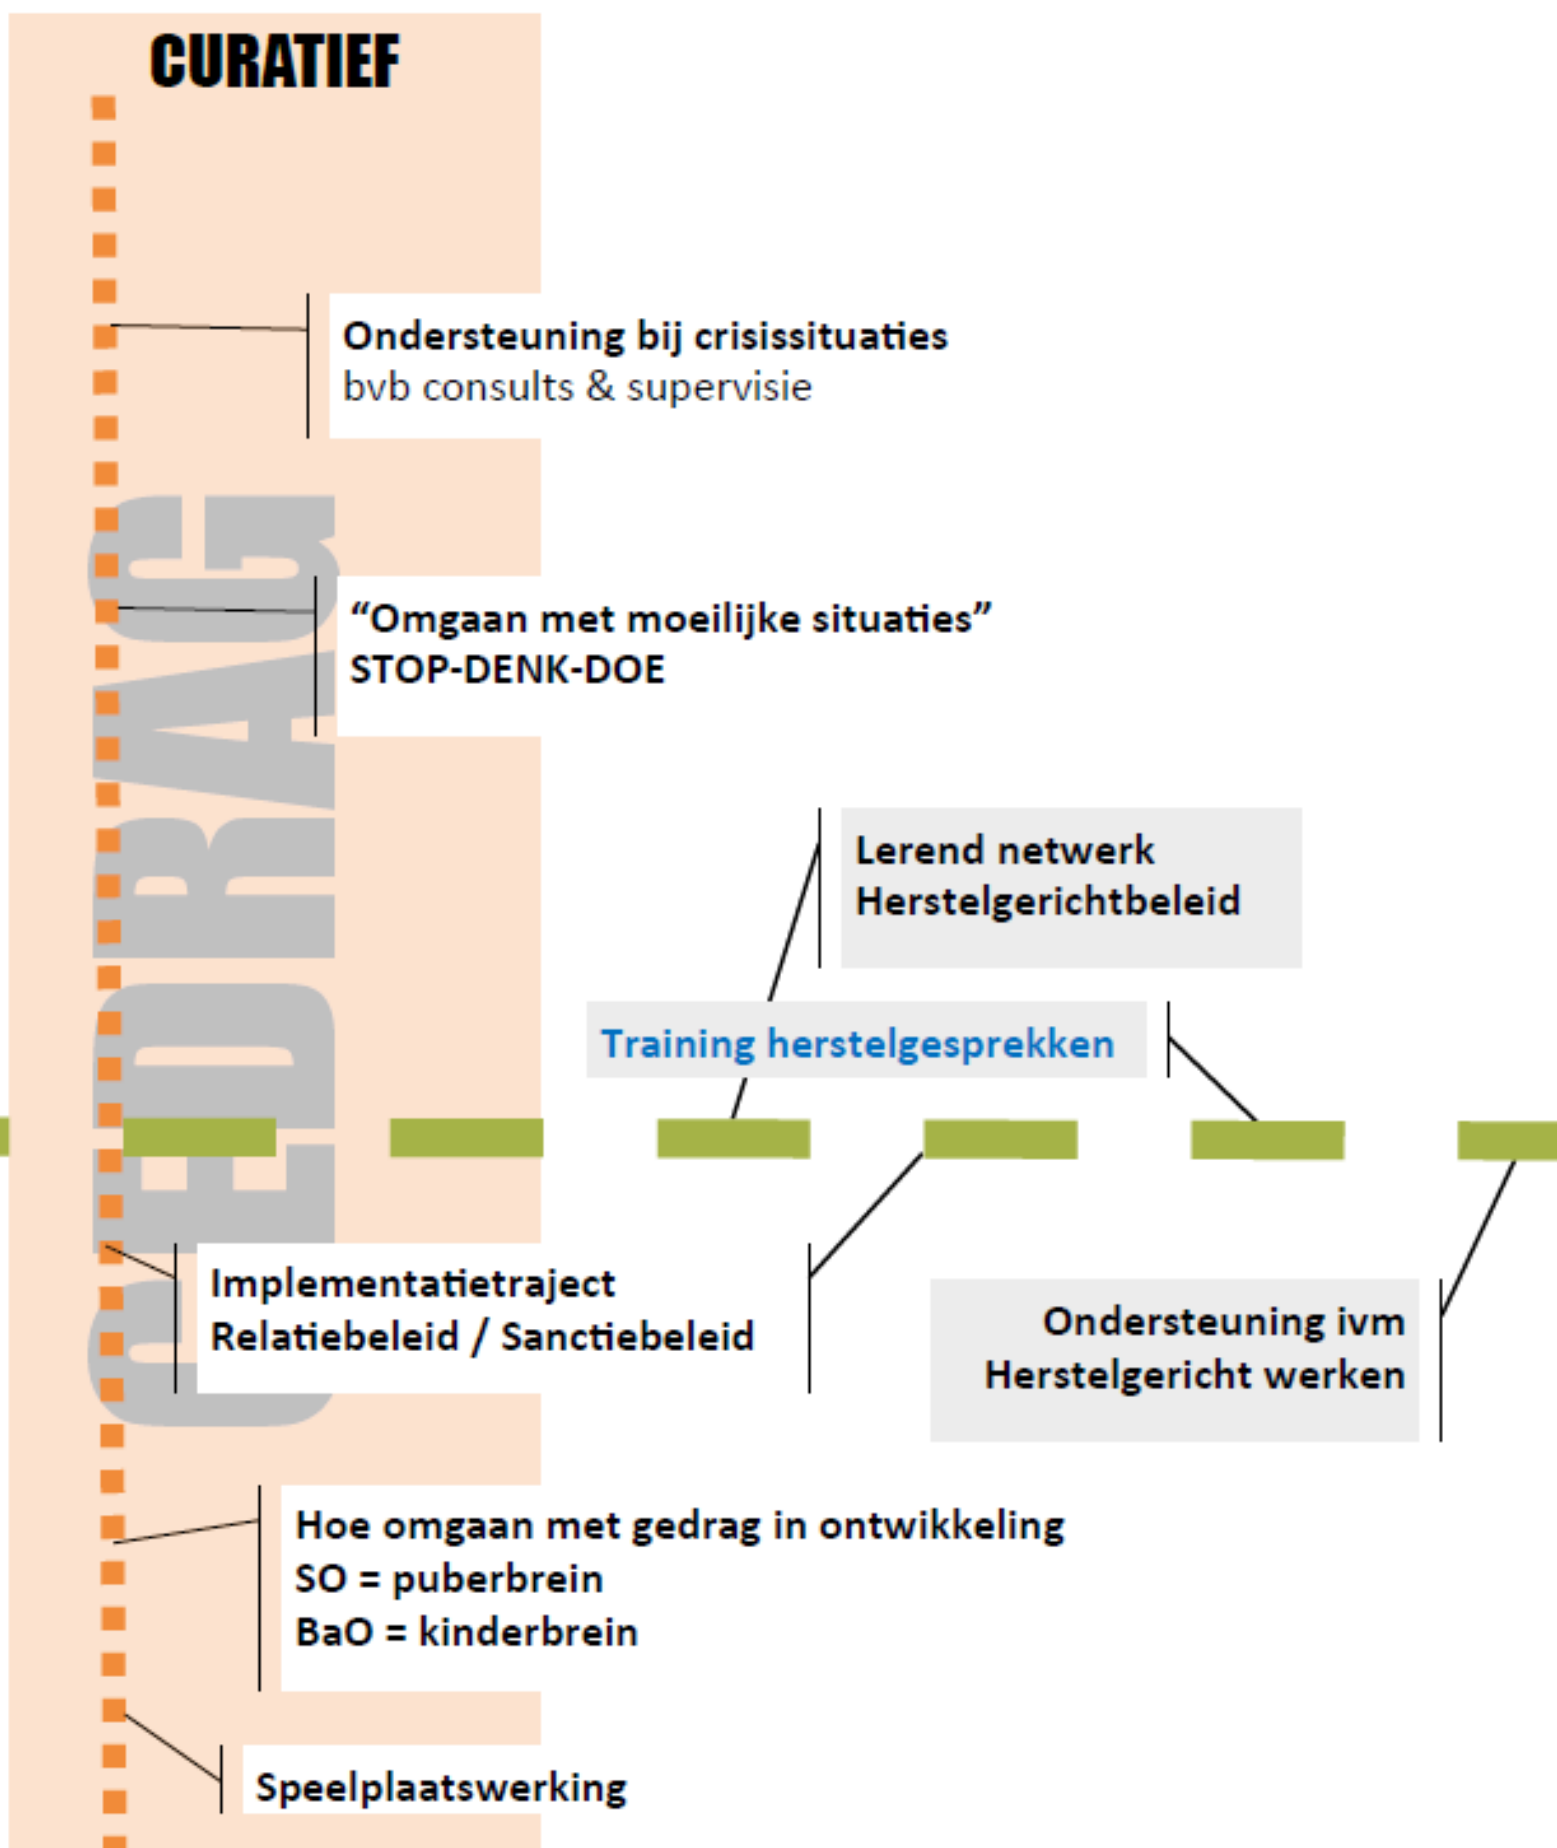 CURATIEF
Ondersteuning bij crisissituaties
bvb consults & supervisie
GEDRAG
“Omgaan met moeilijke situaties”
STOP-DENK-DOE
Lerend netwerk
Herstelgerichtbeleid
Training herstelgesprekken
Implementatietraject
Relatiebeleid / Sanctiebeleid
Ondersteuning ivm
Herstelgericht werken
Hoe omgaan met gedrag in ontwikkeling
SO = puberbrein
BaO = kinderbrein
Speelplaatswerking